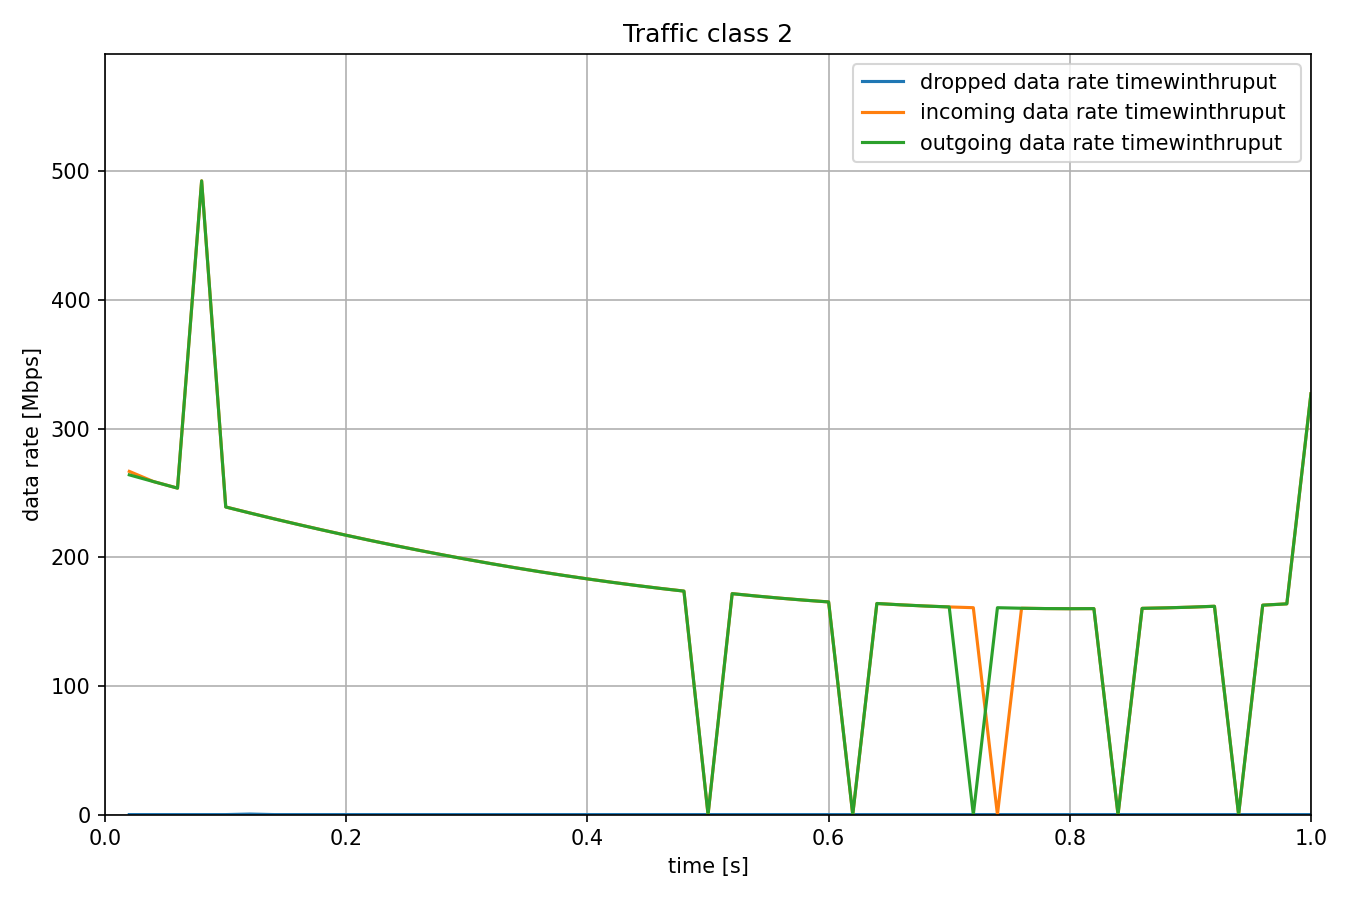 Traffic class 2
dropped data rate timewinthruput
incoming data rate timewinthruput
outgoing data rate timewinthruput
500
400
300
200
100
0
data rate [Mbps]
0.0 0.2 0.4 0.6 0.8 1.0
time [s]